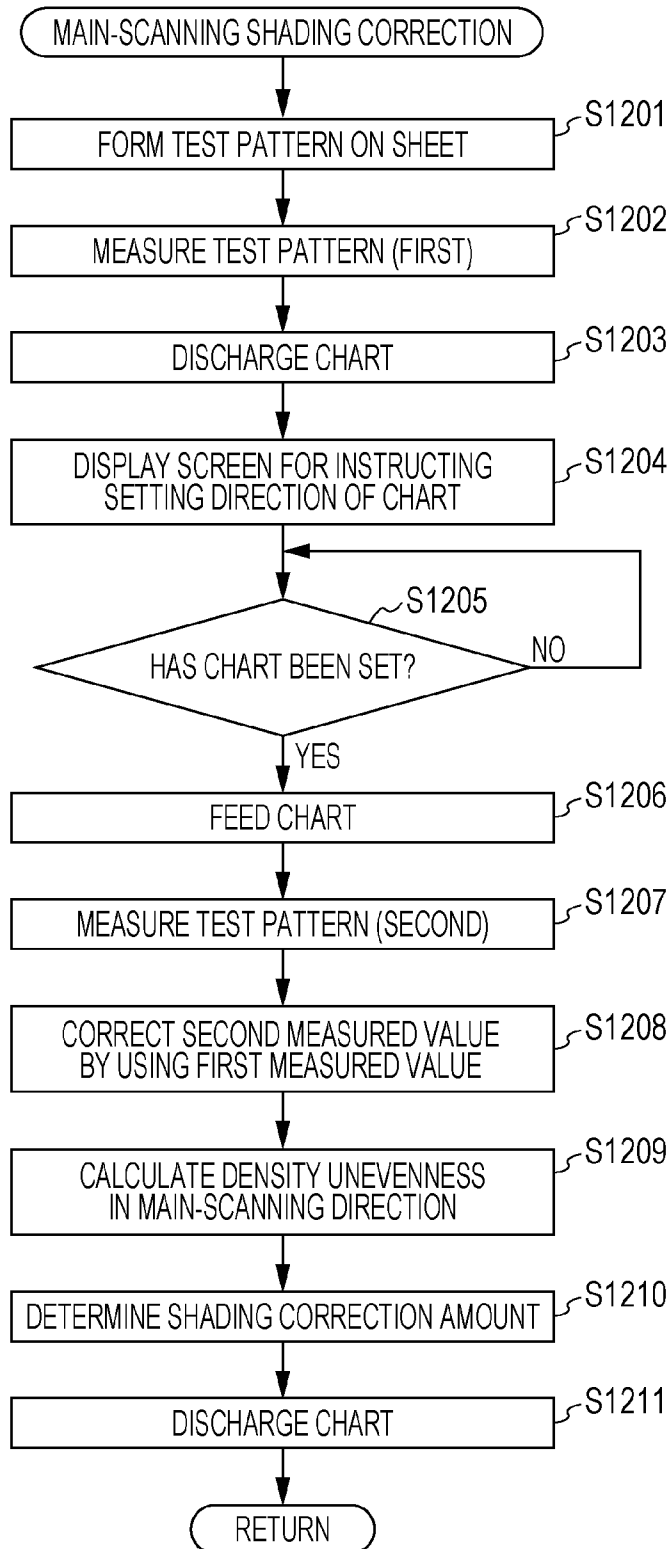 MAIN-SCANNING SHADING CORRECTION
S1201
FORM TEST PATTERN ON SHEET
S1202
MEASURE TEST PATTERN (FIRST)
S1203
DISCHARGE CHART
S1204
DISPLAY SCREEN FOR INSTRUCTING
SETTING DIRECTION OF CHART
S1205
HAS CHART BEEN SET?
NO
YES
S1206
FEED CHART
S1207
MEASURE TEST PATTERN (SECOND)
S1208
CORRECT SECOND MEASURED VALUE
BY USING FIRST MEASURED VALUE
S1209
CALCULATE DENSITY UNEVENNESS
IN MAIN-SCANNING DIRECTION
S1210
DETERMINE SHADING CORRECTION AMOUNT
S1211
DISCHARGE CHART
RETURN